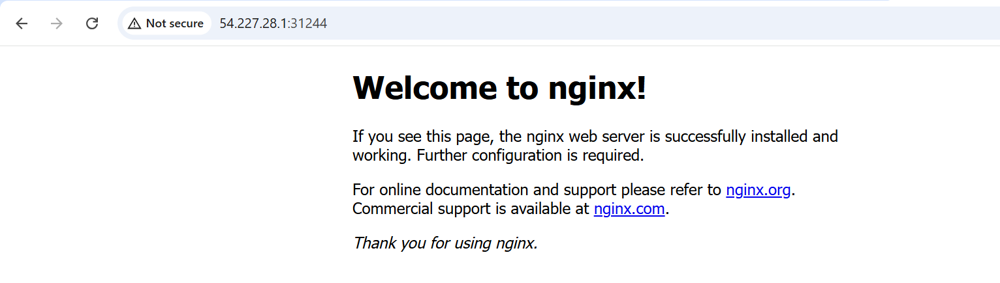 Not secure 54.227.28.1:31244
Welcome to nginx!
If you see this page, the nginx web server is successfully installed and
working. Further configuration is required.
For online documentation and support please refer to nginx.org.
Commercial support is available at nginx.com.
Thank you for using nginx.